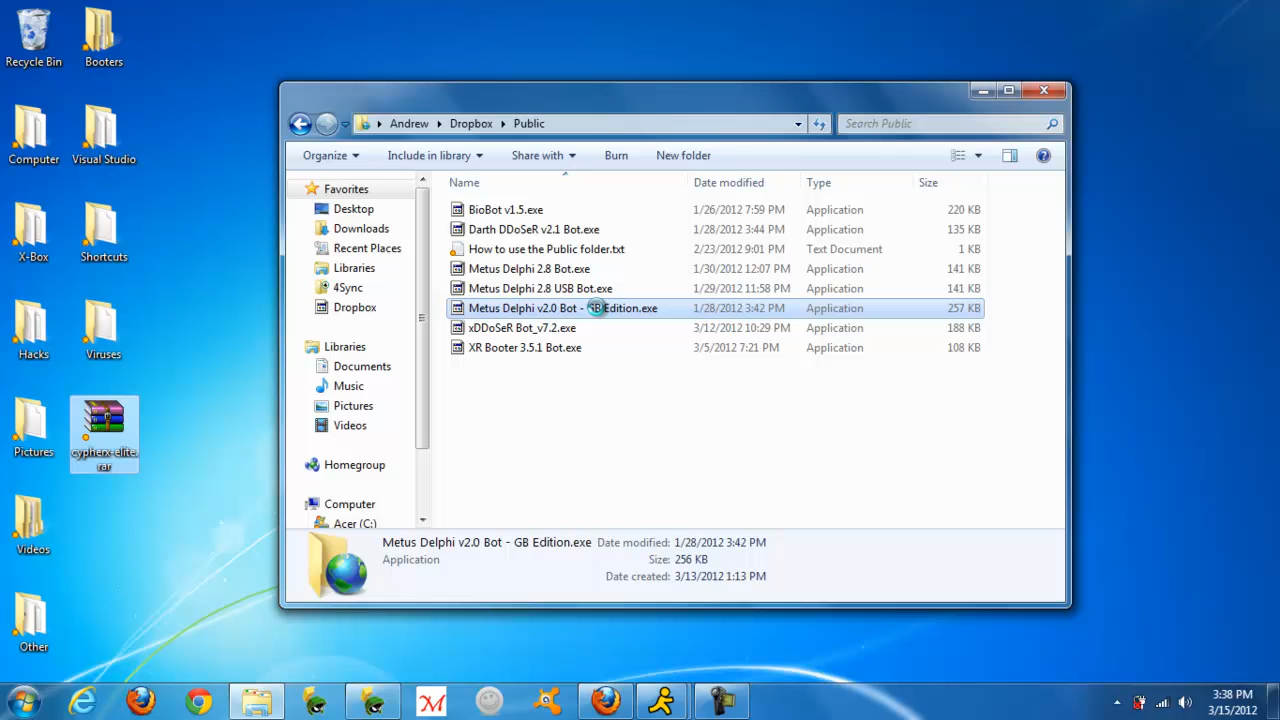 Recycle Bin
Booters
Computer
Visual Studio
X-Box
Shortcuts
Hacks
Viruses
Pictures
cypherx-elite.
rar
Videos
Other
Andrew Dropbox Public
Search Public
Organize Include in library Share with Burn New folder
Name Date modified Type Size
Favorites
Desktop
Downloads
Recent Places
Libraries
4Sync
Dropbox
Libraries
Documents
Music
Pictures
Videos
Homegroup
Computer
Acer (C:)
BioBot v1.5.exe 1/26/2012 7:59 PM Application 220 KB
Darth DDoSeR v2.1 Bot.exe 1/28/2012 3:44 PM Application 135 KB
How to use the Public folder.txt 2/23/2012 9:01 PM Text Document 1 KB
Metus Delphi 2.8 Bot.exe 1/30/2012 12:07 PM Application 141 KB
Metus Delphi 2.8 USB Bot.exe 1/29/2012 11:58 PM Application 141 KB
Metus Delphi v2.0 Bot - GB Edition.exe 1/28/2012 3:42 PM Application 257 KB
xDDoSeR Bot_v7.2.exe 3/12/2012 10:29 PM Application 188 KB
XR Booter 3.5.1 Bot.exe 3/5/2012 7:21 PM Application 108 KB
Metus Delphi v2.0 Bot - GB Edition.exe Date modified: 1/28/2012 3:42 PM
Application Size: 256 KB
Date created: 3/13/2012 1:13 PM
3:38 PM
3/15/2012